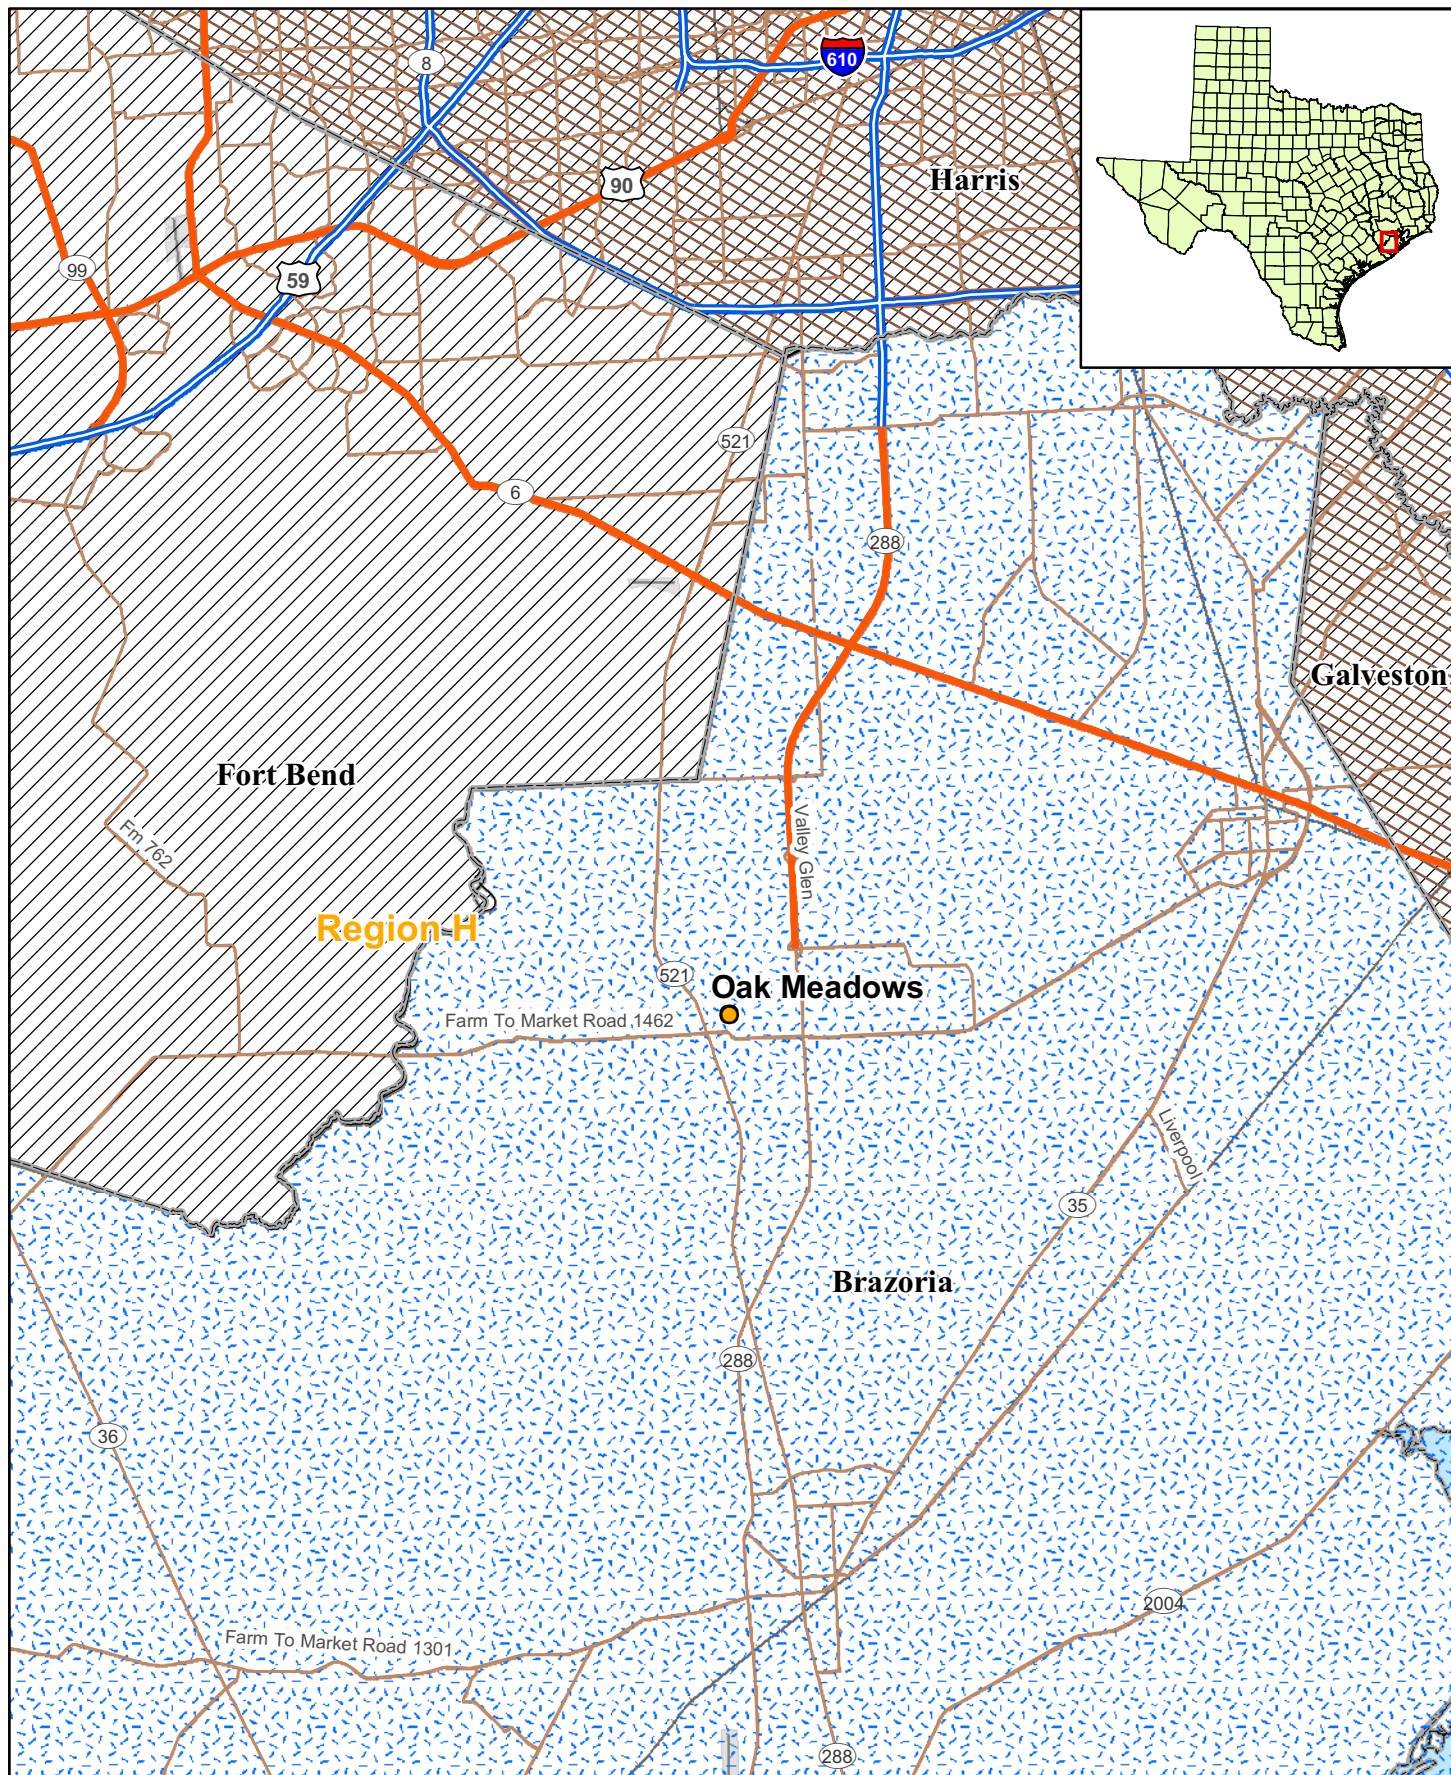 8
610
90
Harris
99
59
521
6
288
Galveston
Fort Bend
Valley Glen
Fm 762
Region H
521
Oak Meadows
Farm To Market Road 1462
Liverpool
35
Brazoria
288
36
2004
Farm To Market Road 1301
288